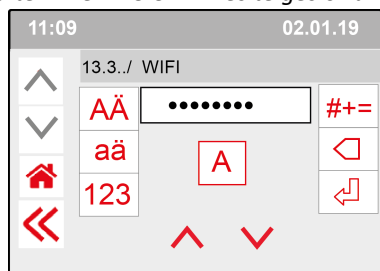 11:09 02.01.19
13.3../ WIFI
AÄ •••••••• #+=
aä A
123